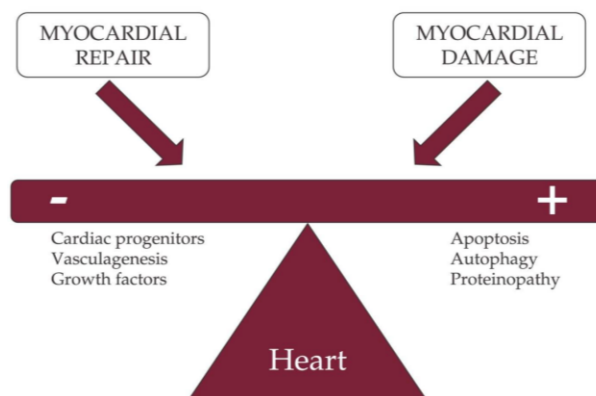 MYOCARDIAL
REPAIR
MYOCARDIAL
DAMAGE
-
+
Cardiac progenitors
Vasculagenesis
Growth factors
Apoptosis
Autophagy
Proteinopathy
Heart